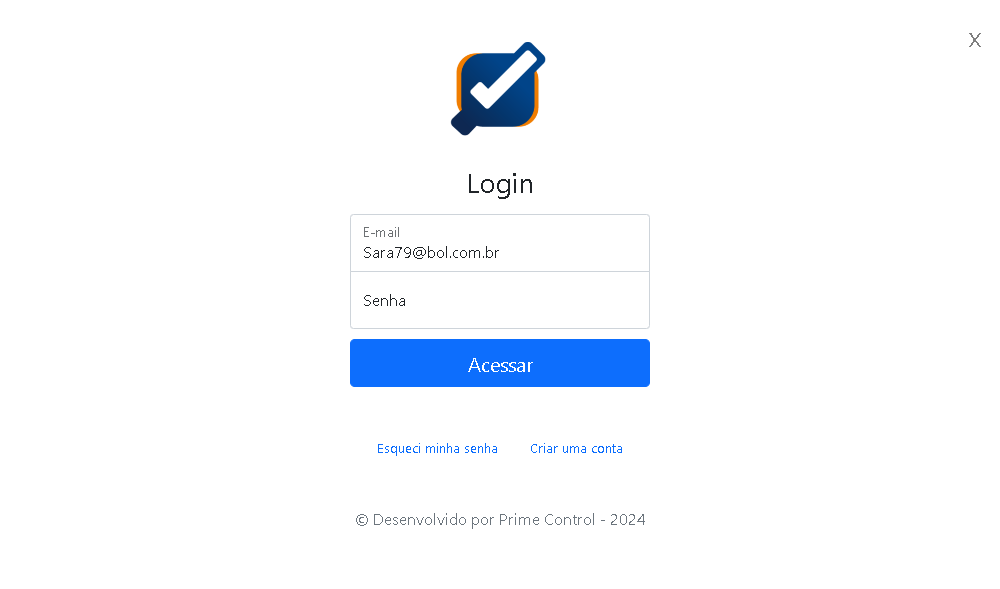 X
Login
E-mail
Sara79@bol.com.br
Senha
Acessar
Esqueci minha senha Criar uma conta
© Desenvolvido por Prime Control - 2024